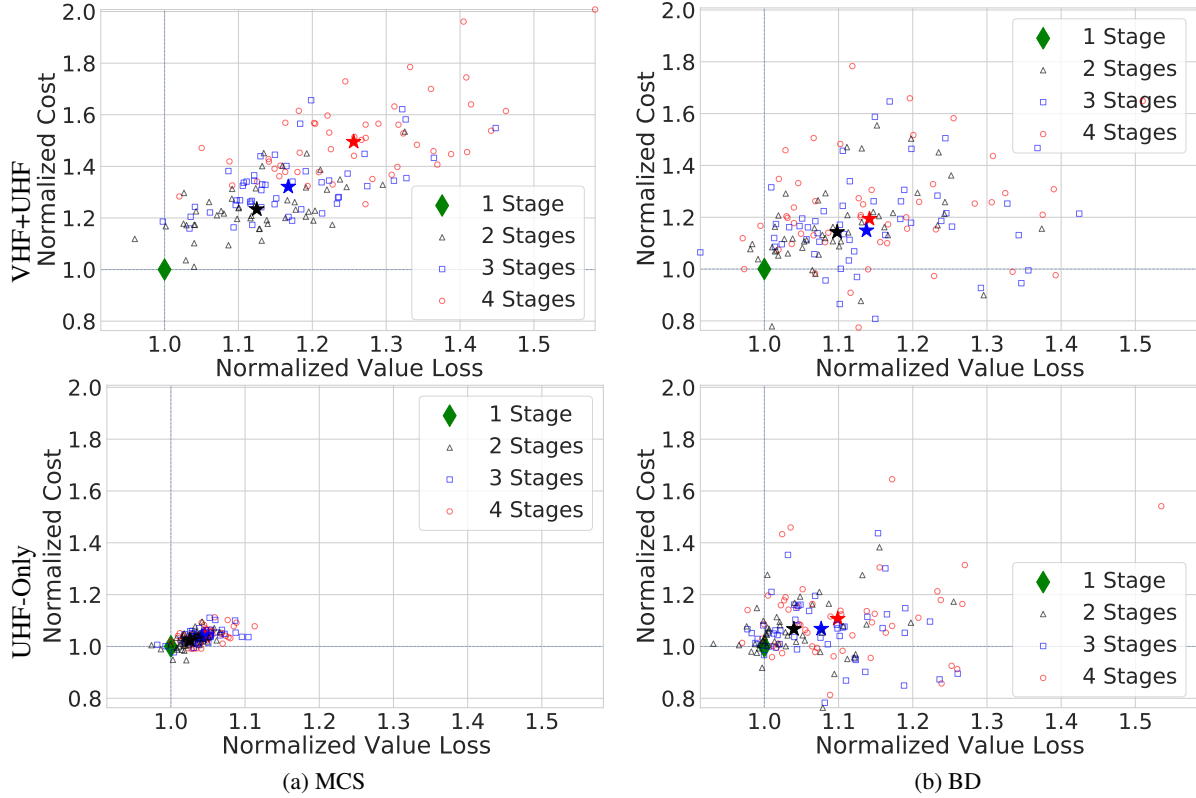 VHF+UHF
Normalized Cost
2.0
1.8
1.6
1.4
1.2
1.0
0.8
1.0 1.1 1.2 1.3 1.4 1.5
Normalized Value Loss
1 Stage
2 Stages
3 Stages
4 Stages
Normalized Cost
2.0
1.8
1.6
1.4
1.2
1.0
0.8
1.0 1.1 1.2 1.3 1.4 1.5
Normalized Value Loss
1 Stage
2 Stages
3 Stages
4 Stages
UHF-Only
Normalized Cost
2.0
1.8
1.6
1.4
1.2
1.0
0.8
1.0 1.1 1.2 1.3 1.4 1.5
Normalized Value Loss
1 Stage
2 Stages
3 Stages
4 Stages
(a) MCS
Normalized Cost
2.0
1.8
1.6
1.4
1.2
1.0
0.8
1.0 1.1 1.2 1.3 1.4 1.5
Normalized Value Loss
1 Stage
2 Stages
3 Stages
4 Stages
(b) BD